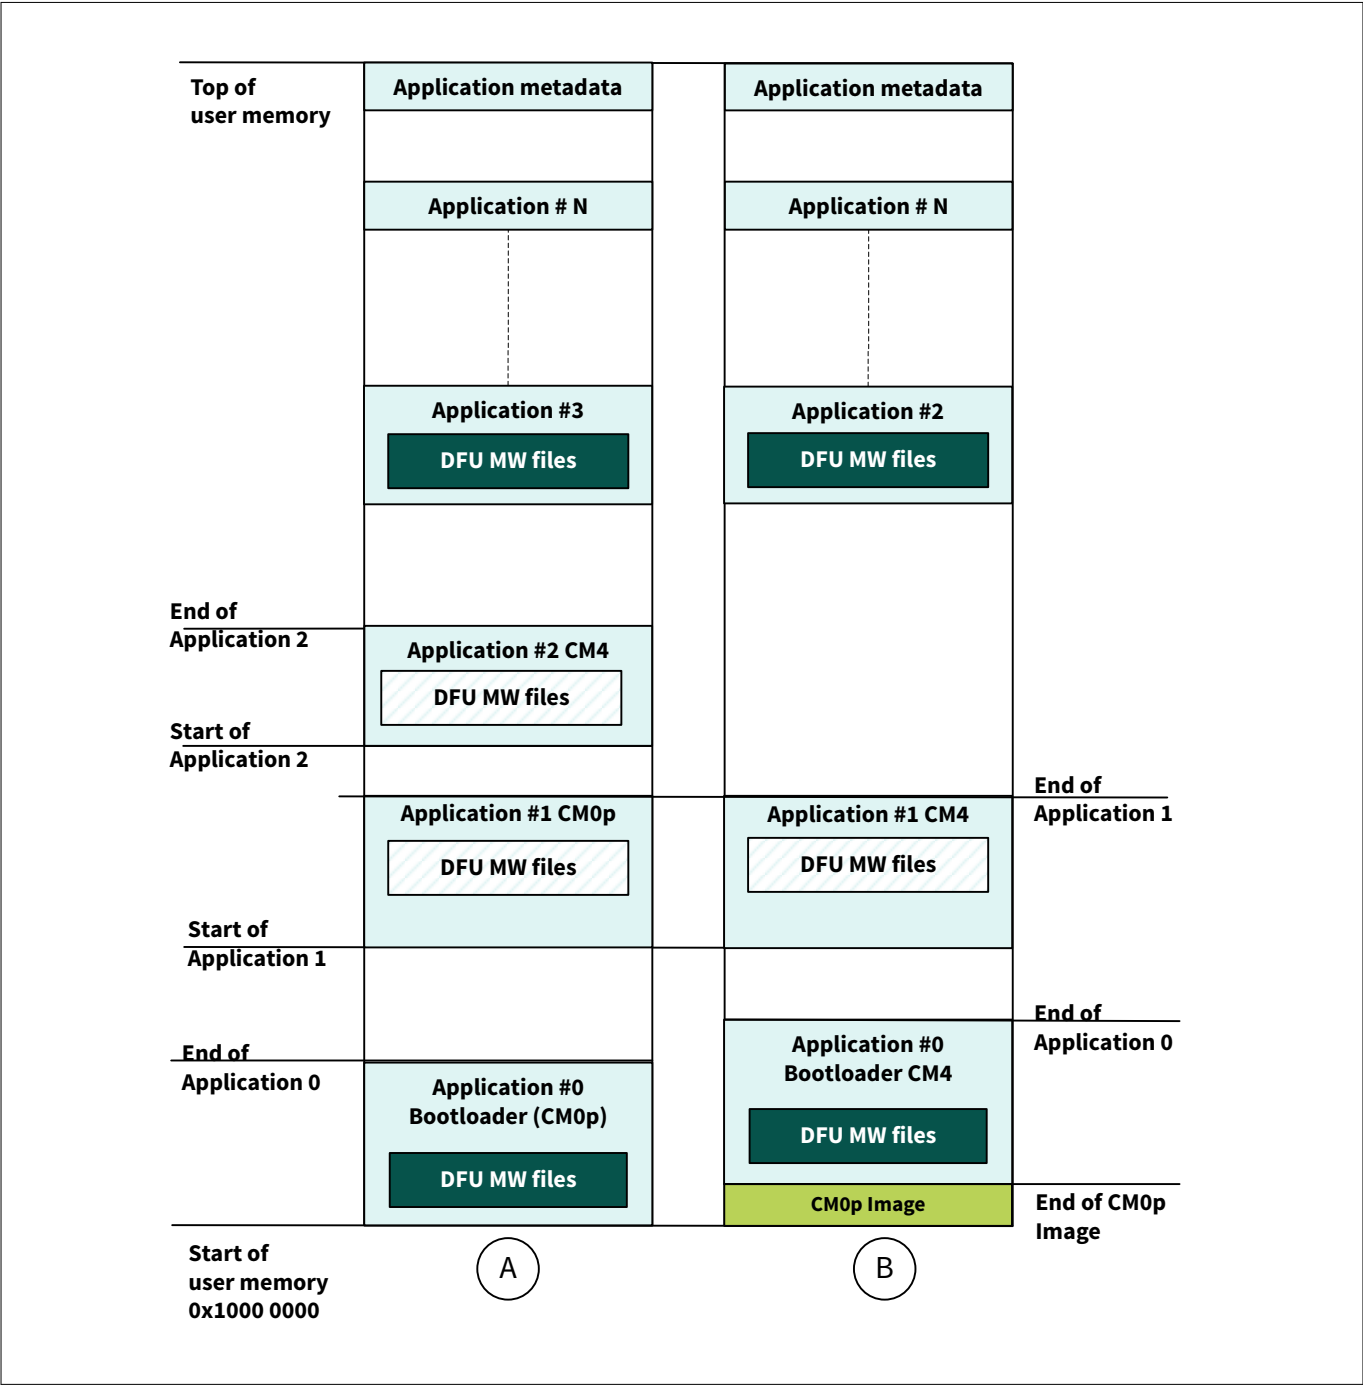 Top of
user memory
Application metadata
Application metadata
Application # N
Application # N
Application #3
DFU MW files
Application #2
DFU MW files
End of
Application 2
Application #2 CM4
DFU MW files
Start of
Application 2
End of
Application 1
Application #1 CM0p
DFU MW files
Application #1 CM4
DFU MW files
Start of
Application 1
End of
Application 0
End of
Application 0
Application #0
Bootloader (CM0p)
DFU MW files
Application #0
Bootloader CM4
DFU MW files
CM0p Image
End of CM0p
Image
Start of
user memory
0x1000 0000
A
B